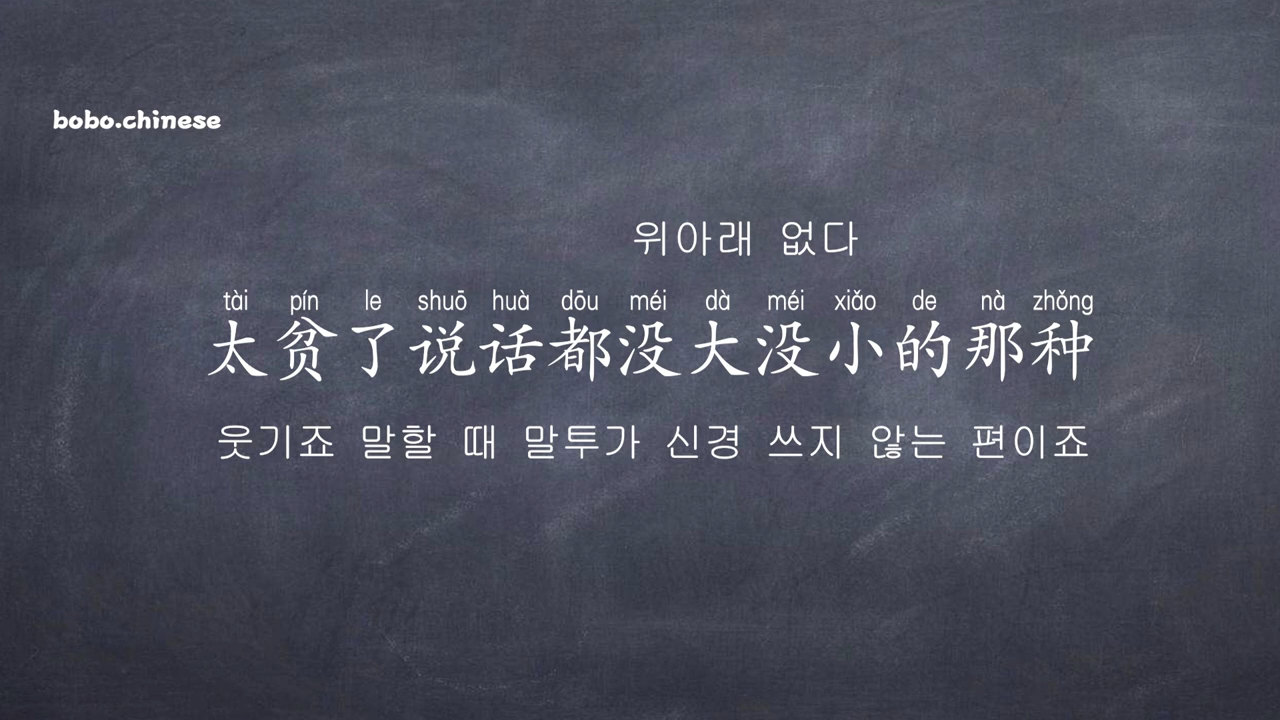 bobo.chinese
위아래 없다
tài pín le shuō huà dōu méi dà méi xiǎo de nà zhǒng
太贫了说话都没大没小的那种
웃기죠 말할 때 말투가 신경 쓰지 않는 편이죠